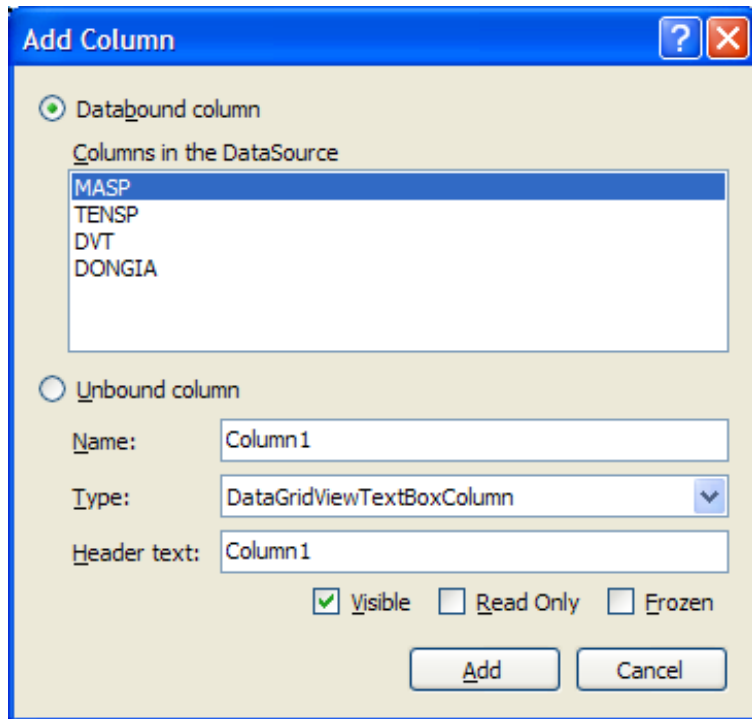 Add Column
Databound column
Columns in the DataSource
MASP
TENSP
DVT
DONGIA
Unbound column
Name: Column1
Type: DataGridViewTextBoxColumn
Header text: Column1
Visible Read Only Frozen
Add Cancel